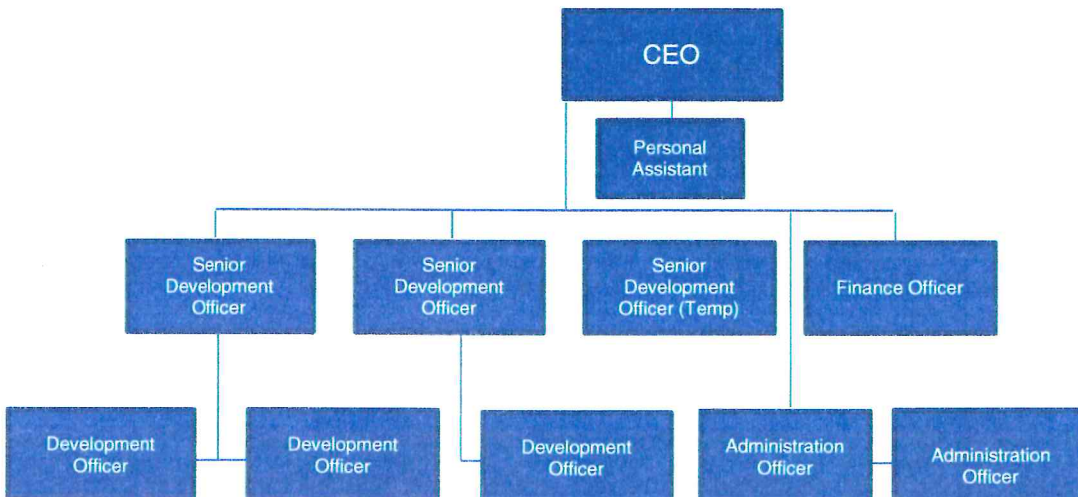 CEO
Personal
Assistant
Senior
Development
Officer
Senior
Development
Officer
Senior
Development
Officer (Temp)
Finance Officer
Development
Officer
Development
Officer
Development
Officer
Administration
Officer
Administration
Officer